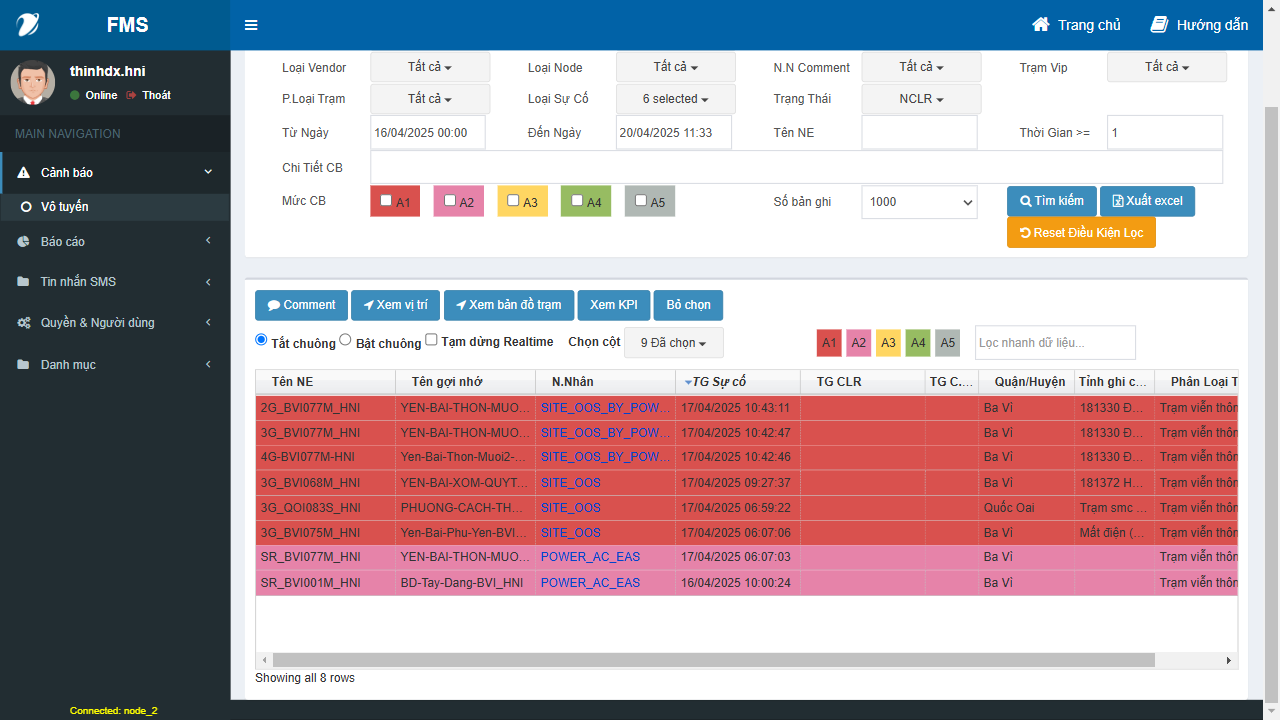 FMS
Trang chủ
Hướng dẫn
thinhdx.hni
Online
Thoát
MAIN NAVIGATION
Cảnh báo
Vô tuyến
Báo cáo
Tin nhắn SMS
Quyền & Người dùng
Danh mục
Connected: node_2
Loại Vendor Tất cả Loại Node Tất cả N.N Comment Tất cả Trạm Vip Tất cả
P.Loại Trạm Tất cả Loại Sự Cố 6 selected Trạng Thái NCLR
Từ Ngày 16/04/2025 00:00 Đến Ngày 20/04/2025 11:33 Tên NE Thời Gian >= 1
Chi Tiết CB
Mức CB A1 A2 A3 A4 A5 Số bản ghi 1000 Tìm kiếm Xuất excel
Reset Điều Kiện Lọc
Comment Xem vị trí Xem bản đồ trạm Xem KPI Bỏ chọn
Tắt chuông Bật chuông Tạm dừng Realtime Chọn cột 9 Đã chọn A1 A2 A3 A4 A5 Lọc nhanh dữ liệu...
Tên NE Tên gợi nhớ N.Nhân TG Sự cố TG CLR TG C... Quận/Huyện Tỉnh ghi c... Phân Loại T
2G_BVI077M_HNI YEN-BAI-THON-MUO... SITE_OOS_BY_POW... 17/04/2025 10:43:11 Ba Vì 181330 Đ... Trạm viễn thôn
3G_BVI077M_HNI YEN-BAI-THON-MUO... SITE_OOS_BY_POW... 17/04/2025 10:42:47 Ba Vì 181330 Đ... Trạm viễn thôn
4G-BVI077M-HNI Yen-Bai-Thon-Muoi2-... SITE_OOS_BY_POW... 17/04/2025 10:42:46 Ba Vì 181330 Đ... Trạm viễn thôn
3G_BVI068M_HNI YEN-BAI-XOM-QUYT... SITE_OOS 17/04/2025 09:27:37 Ba Vì 181372 H... Trạm viễn thôn
3G_QOI083S_HNI PHUONG-CACH-TH... SITE_OOS 17/04/2025 06:59:22 Quốc Oai Trạm smc ... Trạm viễn thôn
3G_BVI075M_HNI Yen-Bai-Phu-Yen-BVI... SITE_OOS 17/04/2025 06:07:06 Ba Vì Mất điện (... Trạm viễn thôn
SR_BVI077M_HNI YEN-BAI-THON-MUO... POWER_AC_EAS 17/04/2025 06:07:03 Ba Vì Trạm viễn thôn
SR_BVI001M_HNI BD-Tay-Dang-BVI_HNI POWER_AC_EAS 16/04/2025 10:00:24 Ba Vì Trạm viễn thôn
Showing all 8 rows